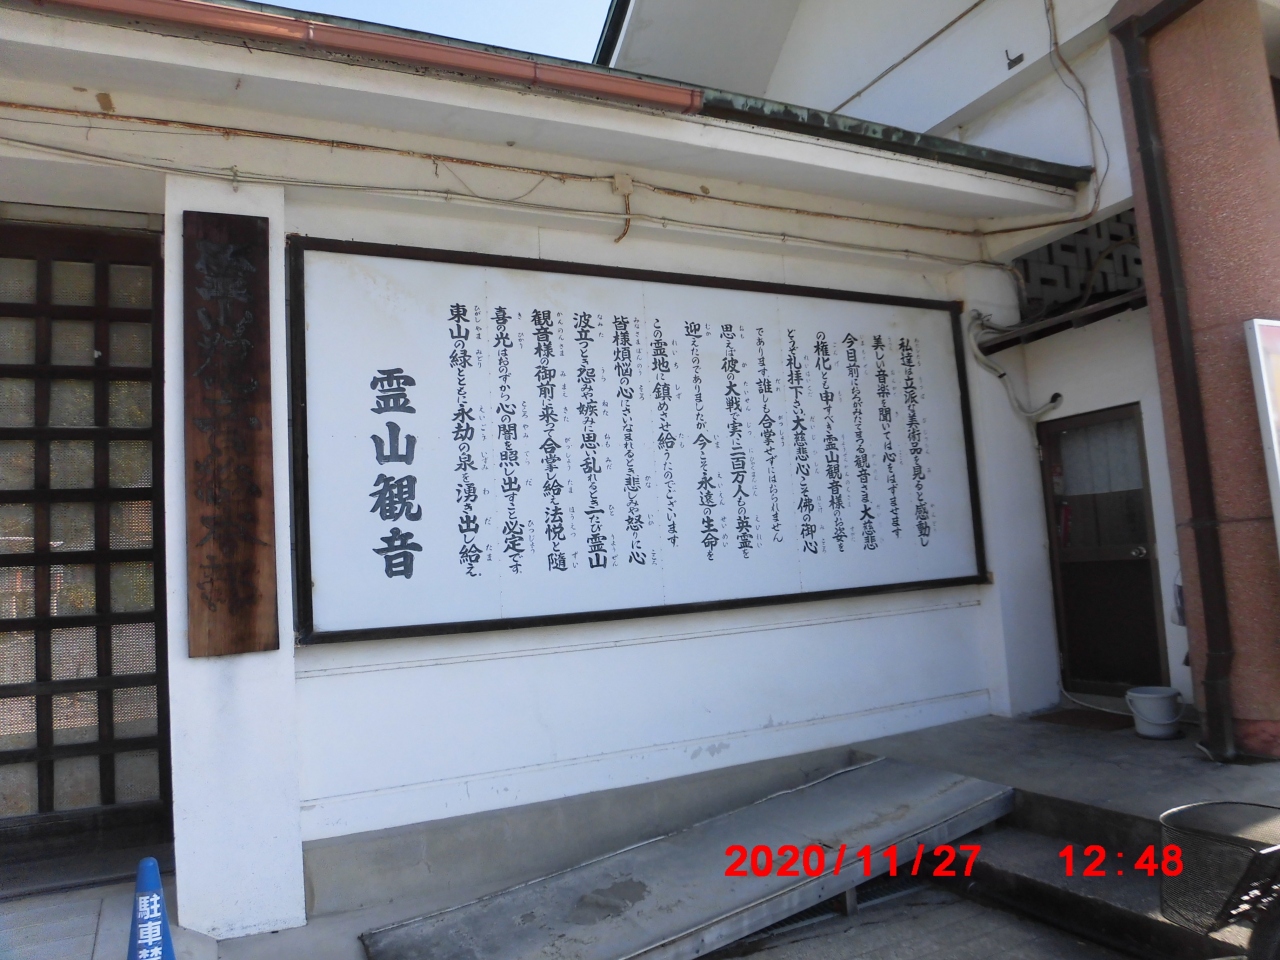 私達は立派な美術品を見ると感動し
美しい音楽を聞いては心をはずませます
今目前におろがみたてまつる観音さま大慈悲
の権化とも申すべき霊山観音様のお姿を
どうぞ礼拝下さい大慈悲心こそ佛の御心
であります誰しも合掌せずにはおられません
思えば彼の大戦で実に二百万人の英霊を
迎えたのでありましたが今こそ永遠の生命を
この霊地に鎮めさせ給うたのでございます
皆様煩悩の心にさいなまれるとき悲しみや怒りに心
波立つとき怨みや嫉みに思い乱れるとき一たび霊山
観音様の御前に来って合掌し給え法悦と随
喜の光はおのずから心の闇を照し出すこと必定です
東山の緑とともに永劫の泉を湧き出し給え
霊山観音
駐車禁
2020/11/27 12:48